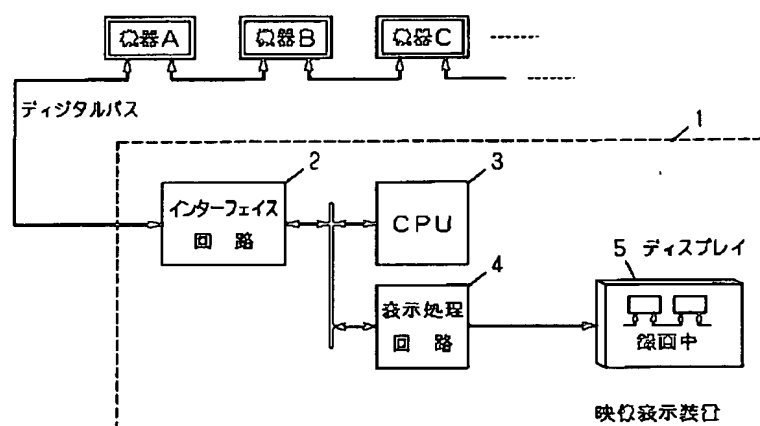 機器A
機器B
機器C
ディジタルバス
1
2
インターフェイス
回路
3
CPU
4
表示処理
回路
5 ディスプレイ
録画中
映像表示装置